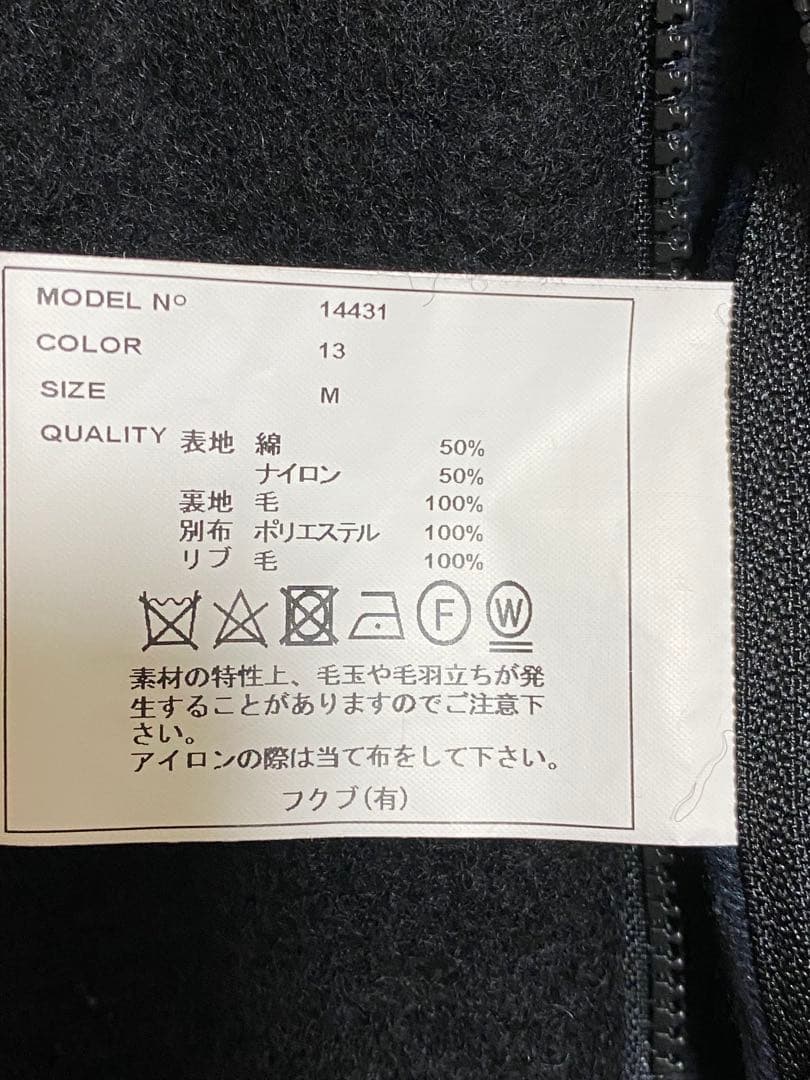 MODEL Nº 14431
COLOR 13
SIZE M
QUALITY 表地 綿 50%
ナイロン 50%
裏地 毛 100%
別布 ポリエステル 100%
リブ 毛 100%
F W
素材の特性上、毛玉や毛羽立ちが発
生することがありますのでご注意下
さい。
アイロンの際は当て布をして下さい。
フクブ(有)